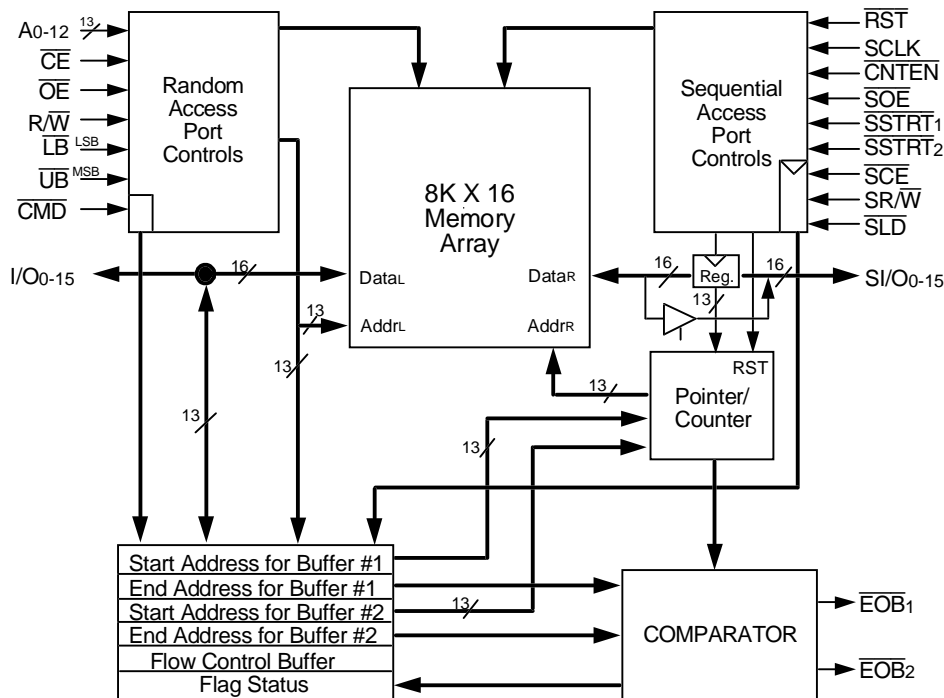 A0-12
13
CE
OE
R/W
LB LSB
UB MSB
CMD
Random
Access
Port
Controls
8K X 16
Memory
Array
DataL
DataR
AddrL
AddrR
Sequential
Access
Port
Controls
RST
SCLK
CNTEN
SOE
SSTRT1
SSTRT2
SCE
SR/W
SLD
I/O0-15
16
16
Reg.
16
SI/O0-15
13
13
13
13
13
RST
Pointer/
Counter
13
13
Start Address for Buffer #1
End Address for Buffer #1
Start Address for Buffer #2
End Address for Buffer #2
Flow Control Buffer
Flag Status
13
COMPARATOR
EOB1
EOB2